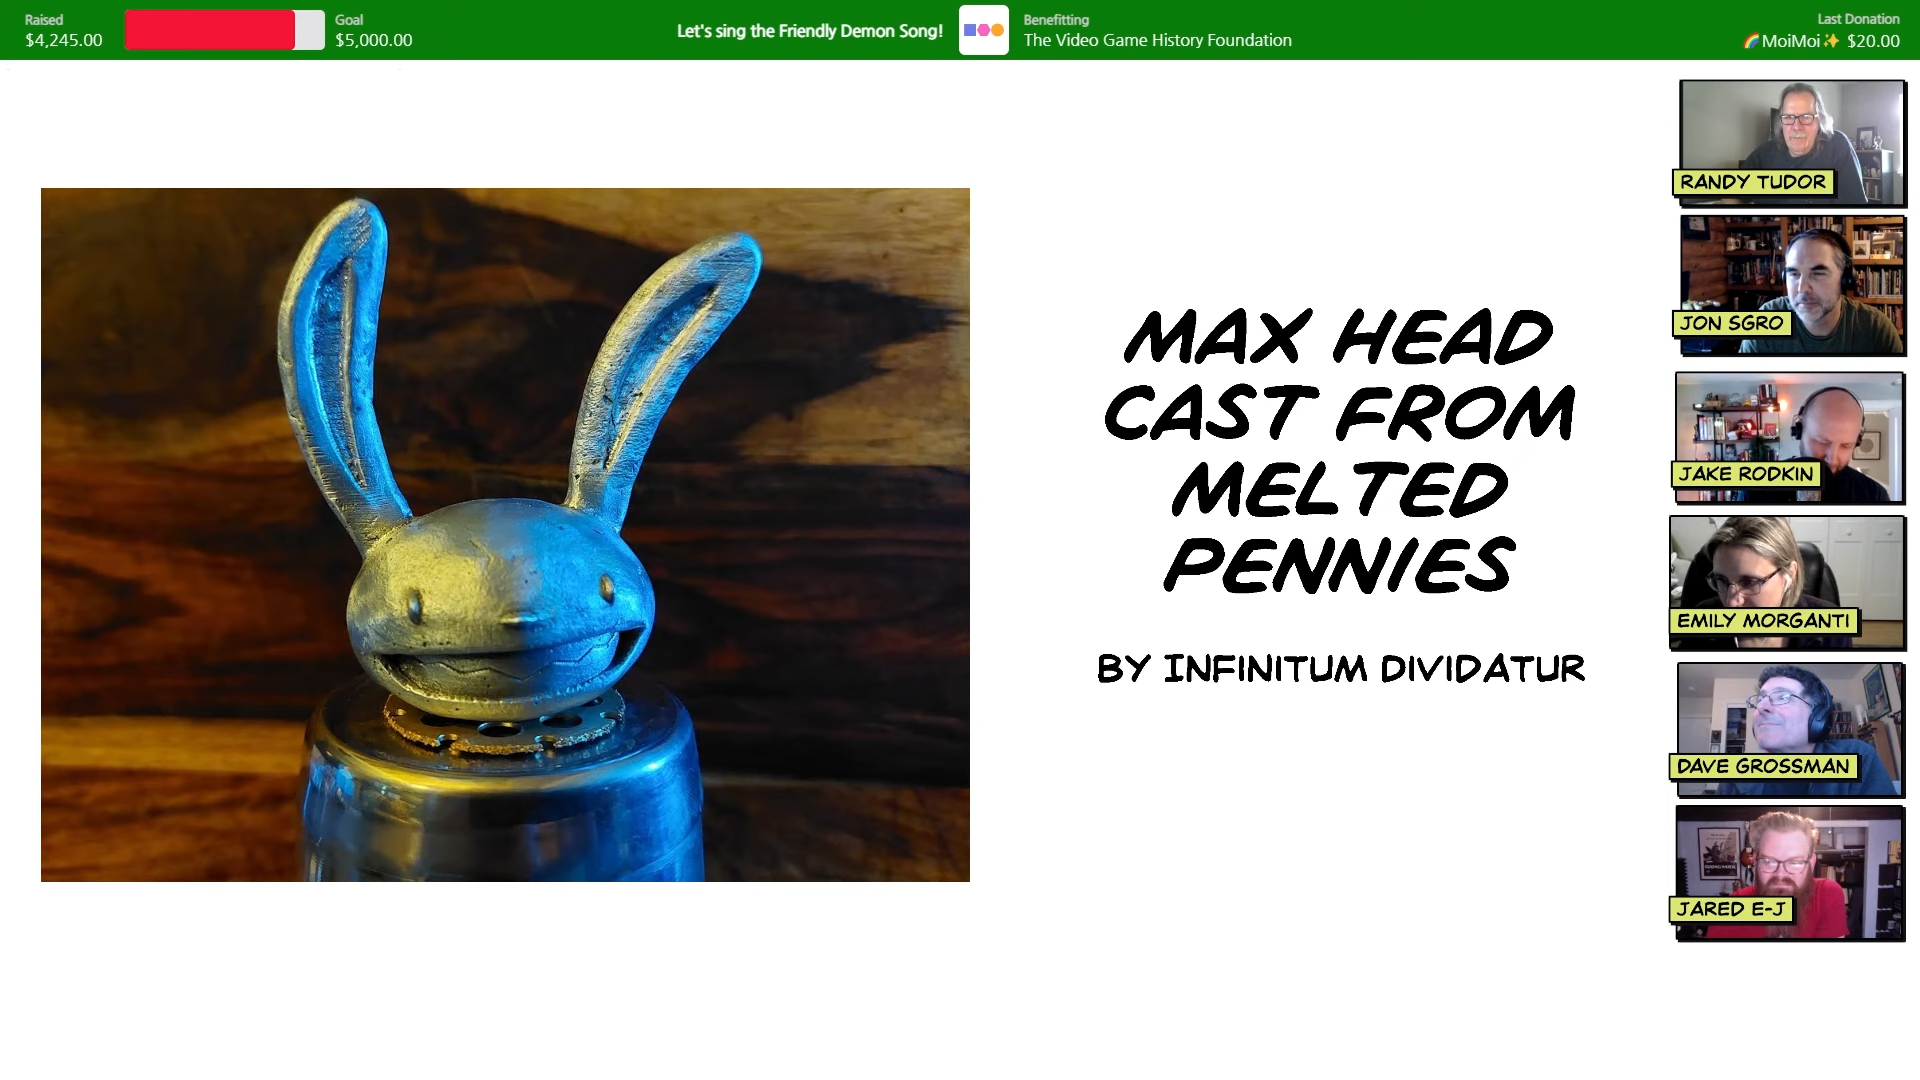 Raised
$4,245.00
Goal
$5,000.00
Let's sing the Friendly Demon Song!
Benefitting
The Video Game History Foundation
Last Donation
🌈MoiMoi✨ $20.00
MAX HEAD
CAST FROM
MELTED
PENNIES
BY INFINITUM DIVIDATUR
RANDY TUDOR
JON SGRO
JAKE RODKIN
EMILY MORGANTI
DAVE GROSSMAN
JARED E-J